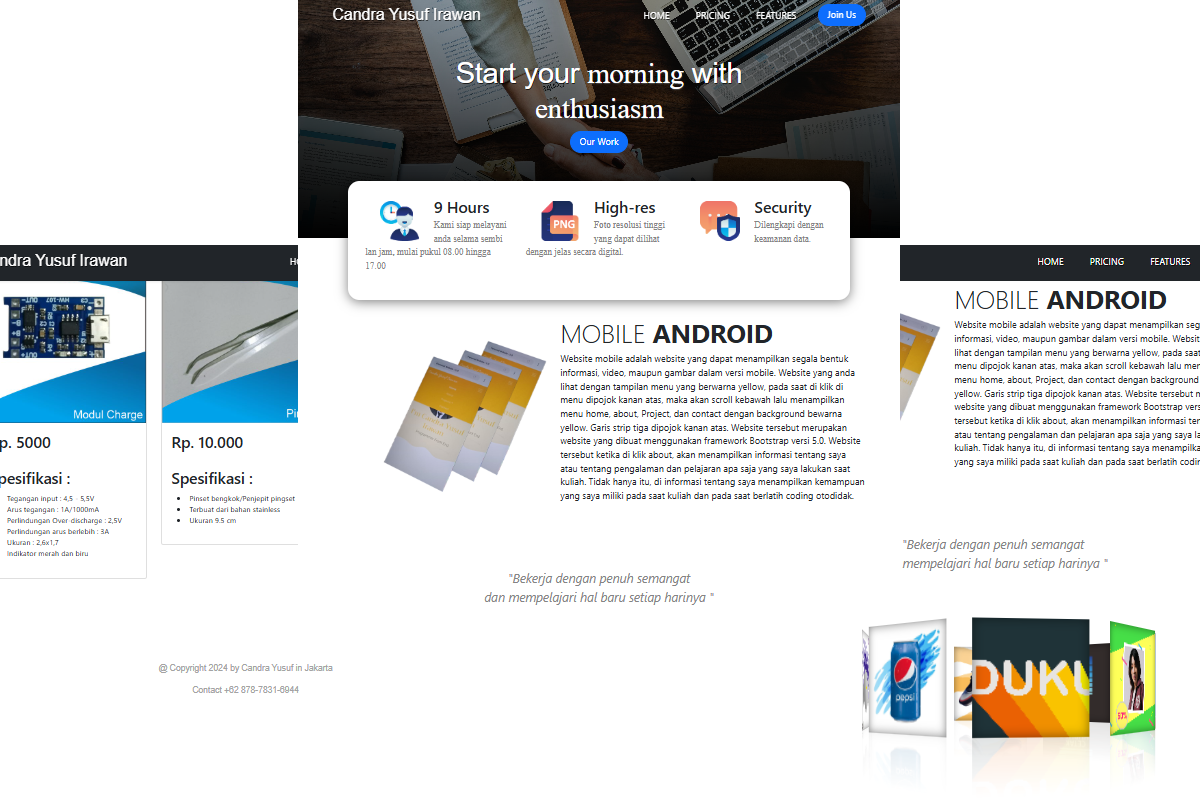 Candra Yusuf Irawan
HOME
PRICING
FEATURES
Join Us
Start your morning with
enthusiasm
Our Work
9 Hours
Kami siap melayani
anda selama sembi
lan jam, mulai pukul 08.00 hingga
17.00
PNG
High-res
Foto resolusi tinggi
yang dapat dilihat
dengan jelas secara digital.
Security
Dilengkapi dengan
keamanan data.
ndra Yusuf Irawan
Modul Charge
p. 5000
pesifikasi :
Tegangan input : 4,5 - 5,5V
Arus tegangan : 1A/1000mA
Perlindungan Over-discharge : 2,5V
Perlindungan arus berlebih : 3A
Ukuran : 2,6x1,7
Indikator merah dan biru
Rp. 10.000
Spesifikasi :
Pinset bengkok/Penjepit pingset
Terbuat dari bahan stainless
Ukuran 9.5 cm
MOBILE ANDROID
Website mobile adalah website yang dapat menampilkan segala bentuk
informasi, video, maupun gambar dalam versi mobile. Website yang anda
lihat dengan tampilan menu yang berwarna yellow, pada saat di klik di
menu dipojok kanan atas, maka akan scroll kebawah lalu menampilkan
menu home, about, Project, dan contact dengan background bewarna
yellow. Garis strip tiga dipojok kanan atas. Website tersebut merupakan
website yang dibuat menggunakan framework Bootstrap versi 5.0. Website
tersebut ketika di klik about, akan menampilkan informasi tentang saya
atau tentang pengalaman dan pelajaran apa saja yang saya lakukan saat
kuliah. Tidak hanya itu, di informasi tentang saya menampilkan kemampuan
yang saya miliki pada saat kuliah dan pada saat berlatih coding otodidak.
"Bekerja dengan penuh semangat
dan mempelajari hal baru setiap harinya "
@ Copyright 2024 by Candra Yusuf in Jakarta
Contact +62 878-7831-6944
HOME
PRICING
FEATURES
MOBILE ANDROID
Website mobile adalah website yang dapat menampilkan seg
informasi, video, maupun gambar dalam versi mobile. Websit
lihat dengan tampilan menu yang berwarna yellow, pada saat
menu dipojok kanan atas, maka akan scroll kebawah lalu men
menu home, about, Project, dan contact dengan background
yellow. Garis strip tiga dipojok kanan atas. Website tersebut m
website yang dibuat menggunakan framework Bootstrap vers
tersebut ketika di klik about, akan menampilkan informasi ten
atau tentang pengalaman dan pelajaran apa saja yang saya la
kuliah. Tidak hanya itu, di informasi tentang saya menampilka
yang saya miliki pada saat kuliah dan pada saat berlatih codin
"Bekerja dengan penuh semangat
mempelajari hal baru setiap harinya "
pepsi
DUKU
50%